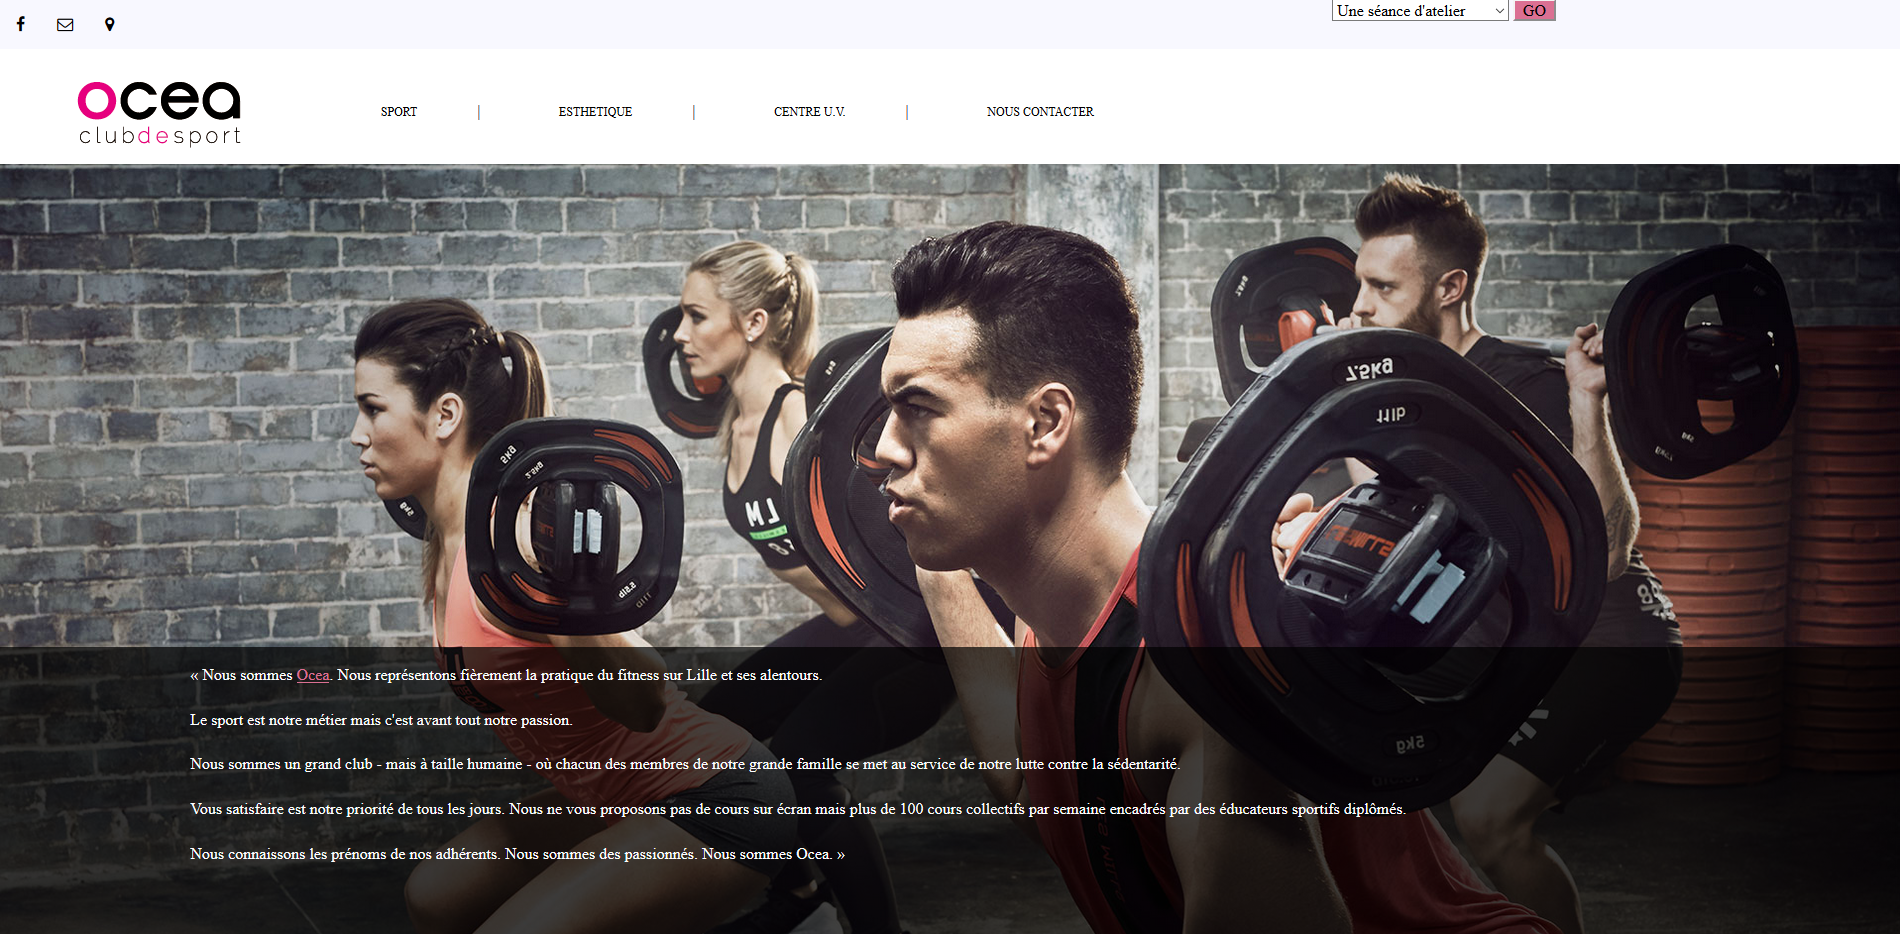 Une séance d'atelier GO
ocea
clubdesport
SPORT | ESTHETIQUE | CENTRE U.V. | NOUS CONTACTER
7.5kg
11lb
5kg
2.5kg
5.5lb
11lb
LM
5kg
« Nous sommes Ocea. Nous représentons fièrement la pratique du fitness sur Lille et ses alentours.
Le sport est notre métier mais c'est avant tout notre passion.
Nous sommes un grand club - mais à taille humaine - où chacun des membres de notre grande famille se met au service de notre lutte contre la sédentarité.
Vous satisfaire est notre priorité de tous les jours. Nous ne vous proposons pas de cours sur écran mais plus de 100 cours collectifs par semaine encadrés par des éducateurs sportifs diplômés.
Nous connaissons les prénoms de nos adhérents. Nous sommes des passionnés. Nous sommes Ocea. »